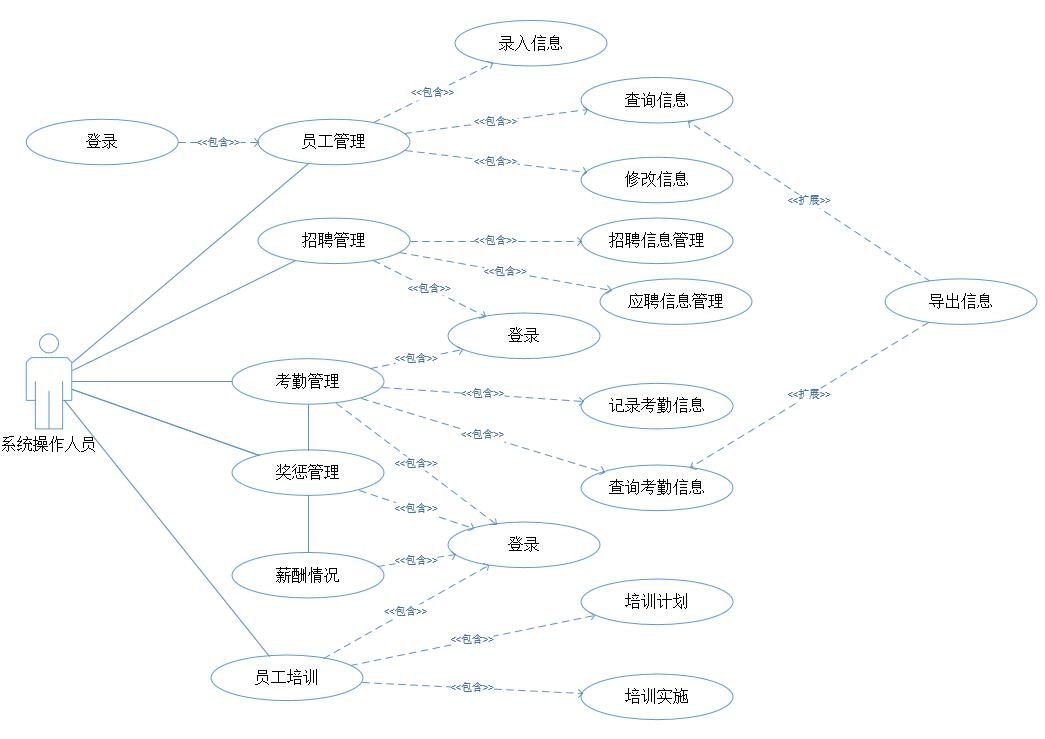 录入信息
<<包含>>
查询信息
<<包含>>
登录
<<包含>>
员工管理
<<包含>>
修改信息
<<扩展>>
招聘管理
<<包含>>
招聘信息管理
<<包含>>
<<包含>>
应聘信息管理
导出信息
登录
<<包含>>
考勤管理
<<包含>>
<<扩展>>
记录考勤信息
系统操作人员
<<包含>>
<<包含>>
奖惩管理
查询考勤信息
<<包含>>
登录
<<包含>>
薪酬情况
培训计划
<<包含>>
<<包含>>
员工培训
<<包含>>
培训实施